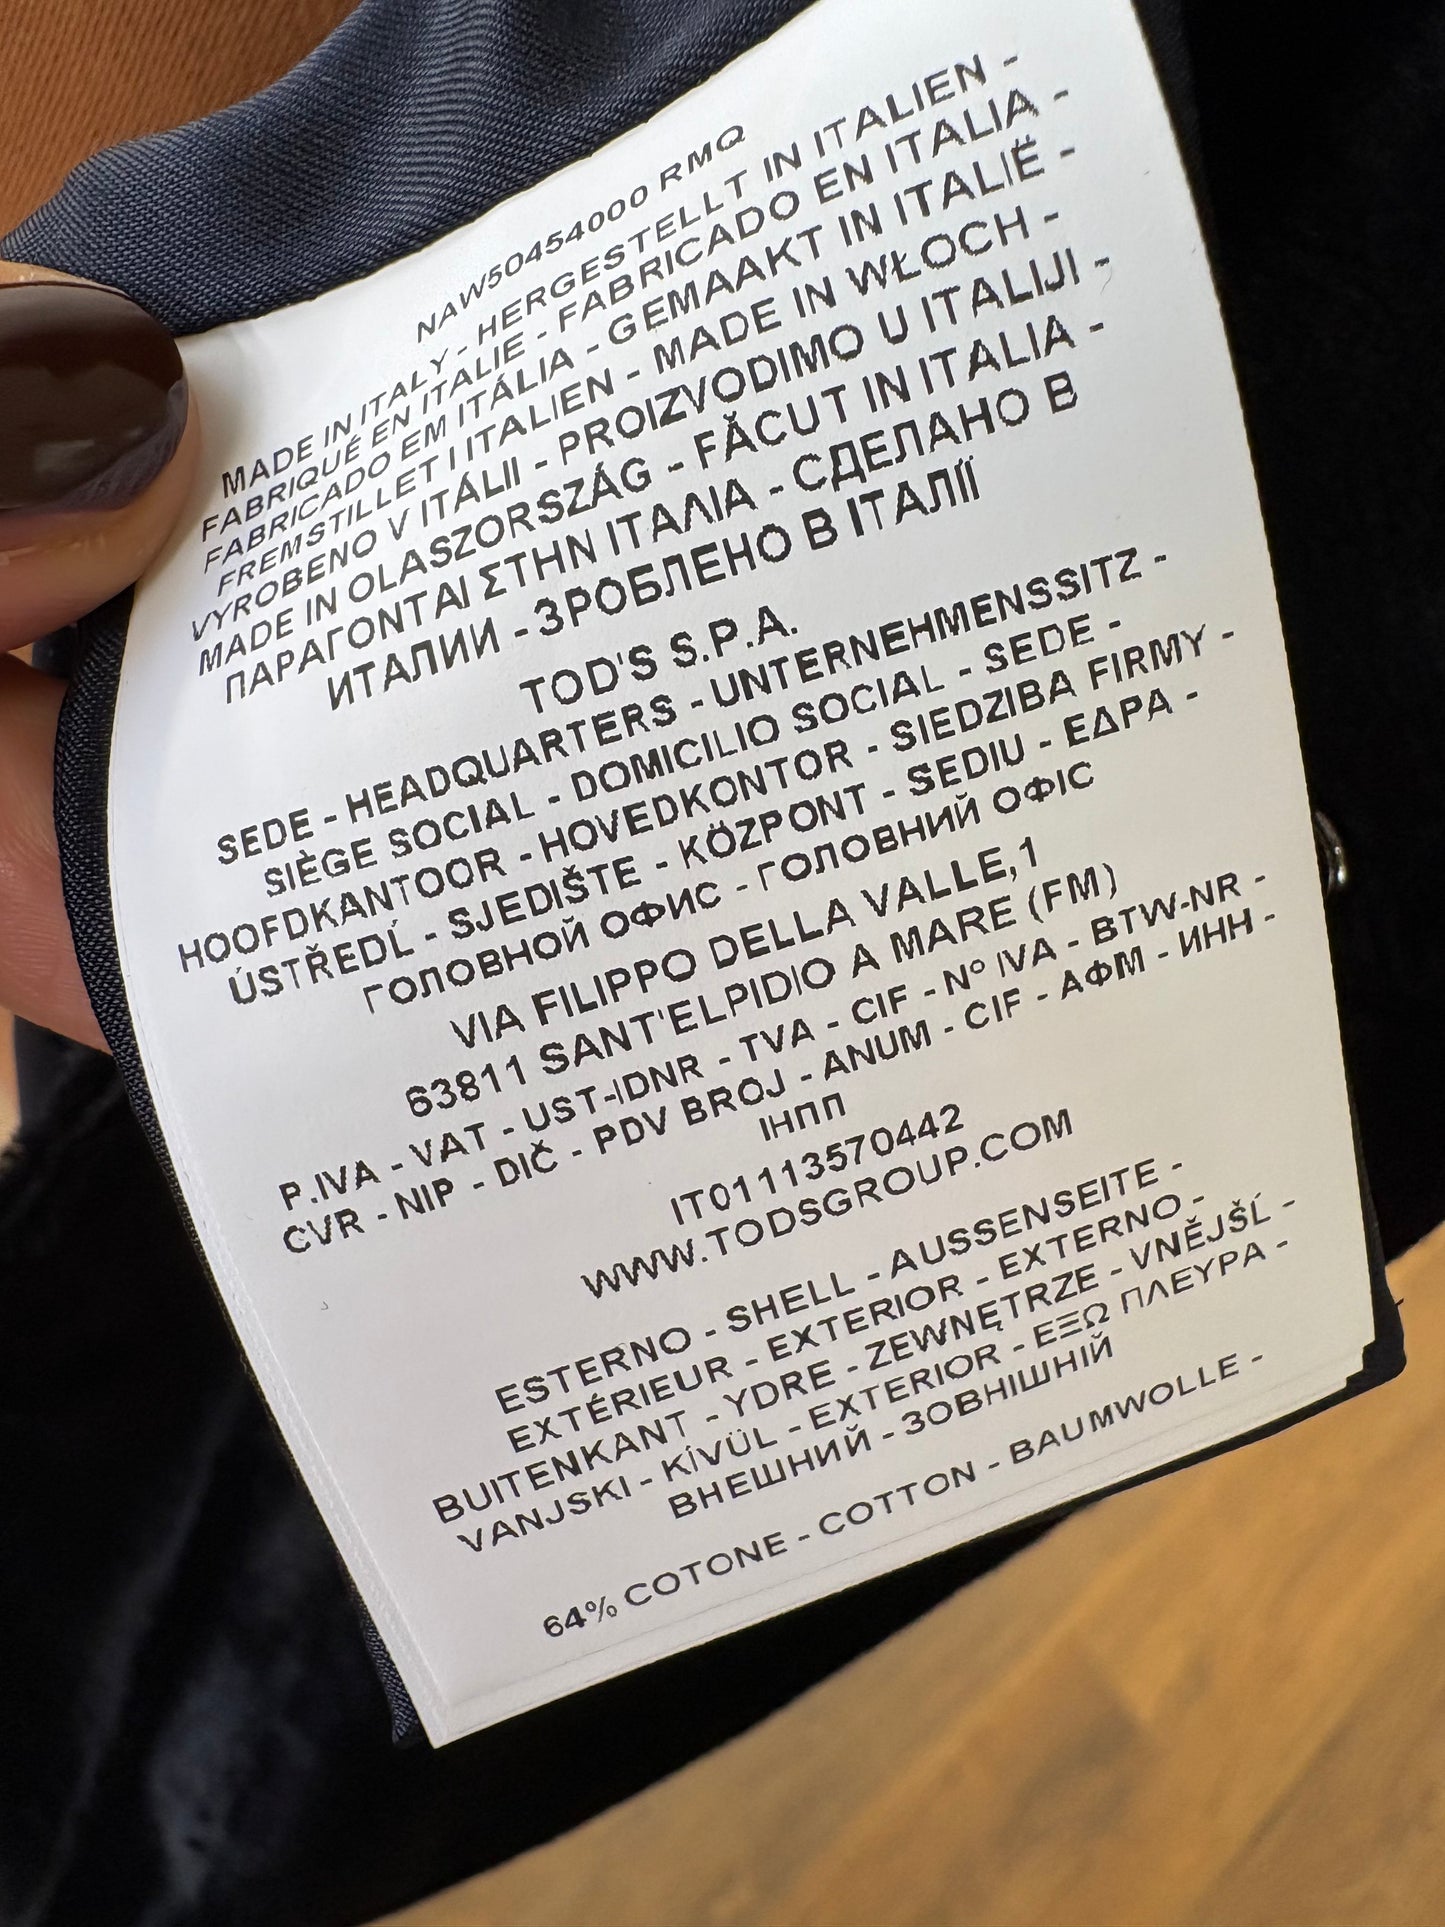 NAW50454000 RMQ
MADE IN ITALY - HERGESTELLT IN ITALIEN -
FABRIQUÉ EN ITALIE - FABRICADO EN ITALIA -
FABRICADO EM ITÁLIA - GEMAAKT IN ITALIË -
FREMSTILLET I ITALIEN - MADE IN WŁOCH -
VYROBENO V ITÁLII - PROIZVODIMO U ITALIJI -
MADE IN OLASZORSZÁG - FĂCUT IN ITALIA -
ΠΑΡΑΓΟΝΤΑΙ ΣΤΗΝ ΙΤΑΛΙΑ - СДЕЛАНО В
ИТАЛИИ - ЗРОБЛЕНО В ІТАЛІЇ
TOD'S S.P.A.
SEDE - HEADQUARTERS - UNTERNEHMENSSITZ -
SIÈGE SOCIAL - DOMICILIO SOCIAL - SEDE -
HOOFDKANTOOR - HOVEDKONTOR - SIEDZIBA FIRMY -
ÚSTŘEDĹ - SJEDIŠTE - KÖZPONT - SEDIU - ΕΔΡΑ -
ГОЛОВНОЙ ОФИС - ГОЛОВНИЙ ОФІС
VIA FILIPPO DELLA VALLE,1
63811 SANT'ELPIDIO A MARE (FM)
P.IVA - VAT - UST-IDNR - TVA - CIF - N° IVA - BTW-NR -
CVR - NIP - DIČ - PDV BROJ - ANUM - CIF - ΑΦΜ - ИНН -
ІНПП
IT01113570442
WWW.TODSGROUP.COM
ESTERNO - SHELL - AUSSENSEITE -
EXTÉRIEUR - EXTERIOR - EXTERNO -
BUITENKANT - YDRE - ZEWNĘTRZE - VNĚJŠĹ -
VANJSKI - KÍVÜL - EXTERIOR - ΕΞΩ ΠΛΕΥΡΑ -
ВНЕШНИЙ - ЗОВНІШНІЙ
64% COTONE - COTTON - BAUMWOLLE -